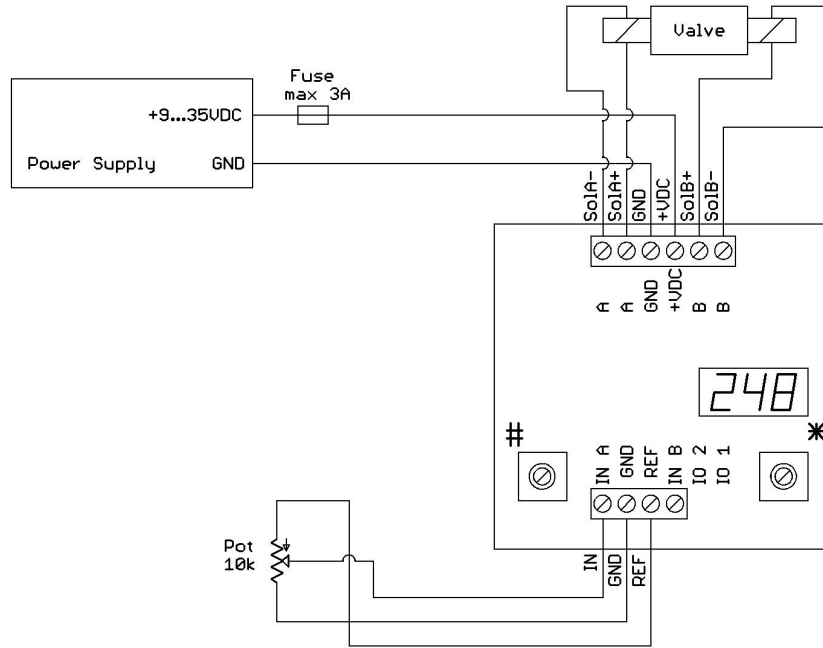 Valve
Fuse
max 3A
+9...35VDC
Power Supply
GND
SolA-
SolA+
GND
+VDC
SolB+
SolB-
A
A
GND
+VDC
B
B
248
#
*
IN A
GND
REF
IN B
IO 2
IO 1
Pot
10k
IN
GND
REF